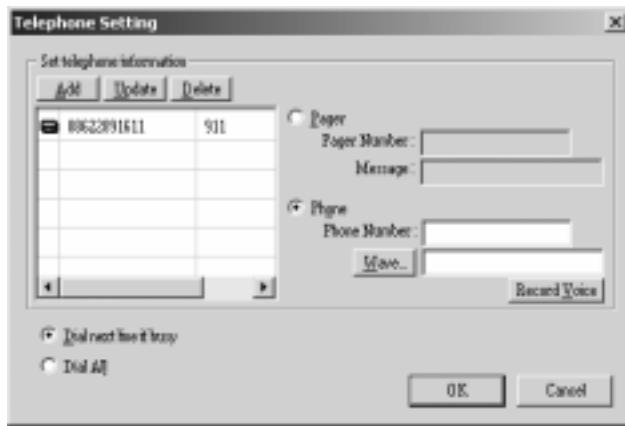 Telephone Setting
Set telephone information
Add Update Delete
08622091611 911
Pager
Pager Number :
Message :
Phone
Phone Number :
Wave...
Record Voice
Dial next line if busy
Dial All
OK Cancel